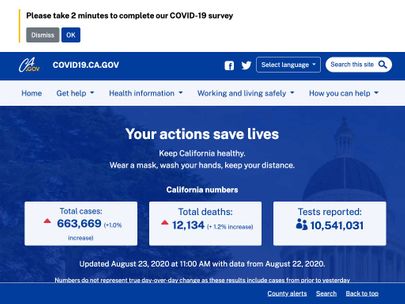 Please take 2 minutes to complete our COVID-19 survey
Dismiss OK
CA.GOV COVID19.CA.GOV Select language Search this site
Home Get help Health information Working and living safely How you can help
Your actions save lives
Keep California healthy.
Wear a mask, wash your hands, keep your distance.
California numbers
Total cases: Total deaths: Tests reported:
663,669 (+1.0% 12,134 (+ 1.2% increase) 10,541,031
increase)
Updated August 23, 2020 at 11:00 AM with data from August 22, 2020.
Numbers do not represent true day-over-day change as these results include cases from prior to yesterday
County alerts Search Back to top